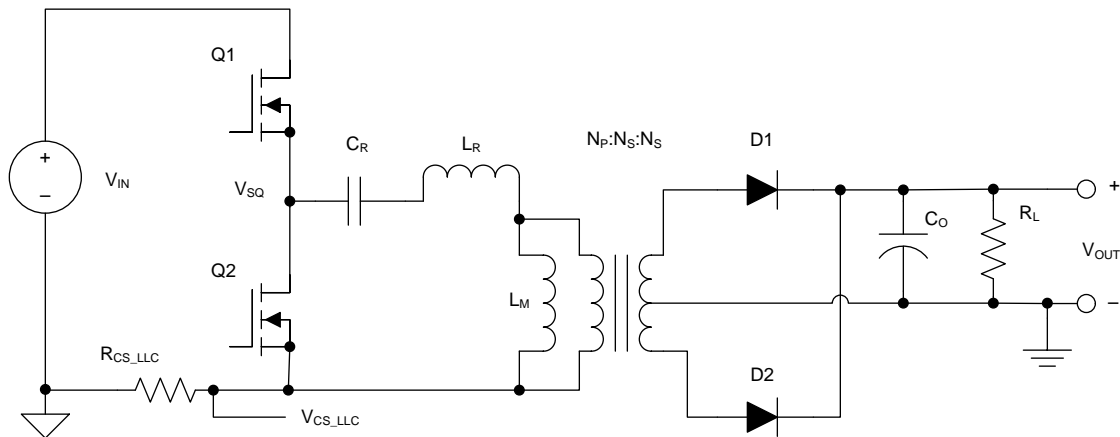 Q1
+
−
V_IN
V_SQ
C_R
L_R
N_P:N_S:N_S
D1
+
C_O
R_L
V_OUT
−
Q2
L_M
D2
R_CS_LLC
V_CS_LLC